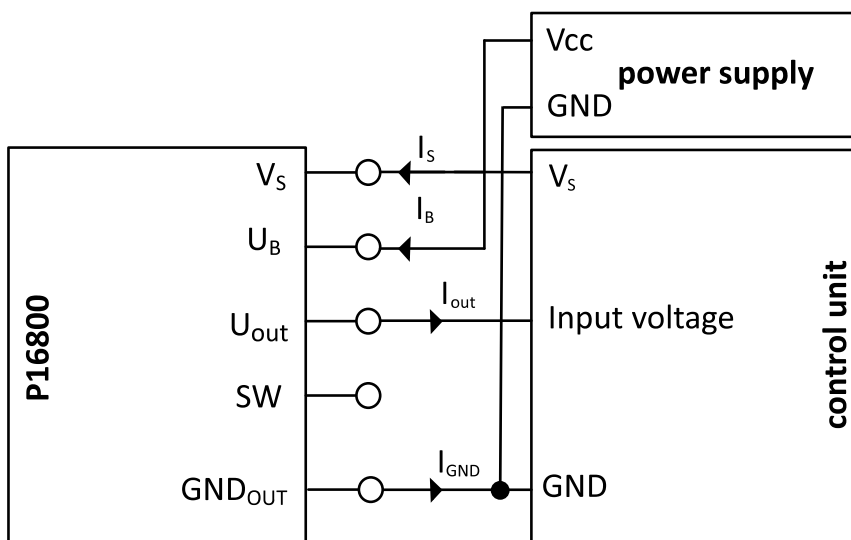 Vcc
power supply
GND
P16800
V_S
U_B
U_out
SW
GND_OUT
I_S
I_B
I_out
I_GND
V_S
Input voltage
GND
control unit